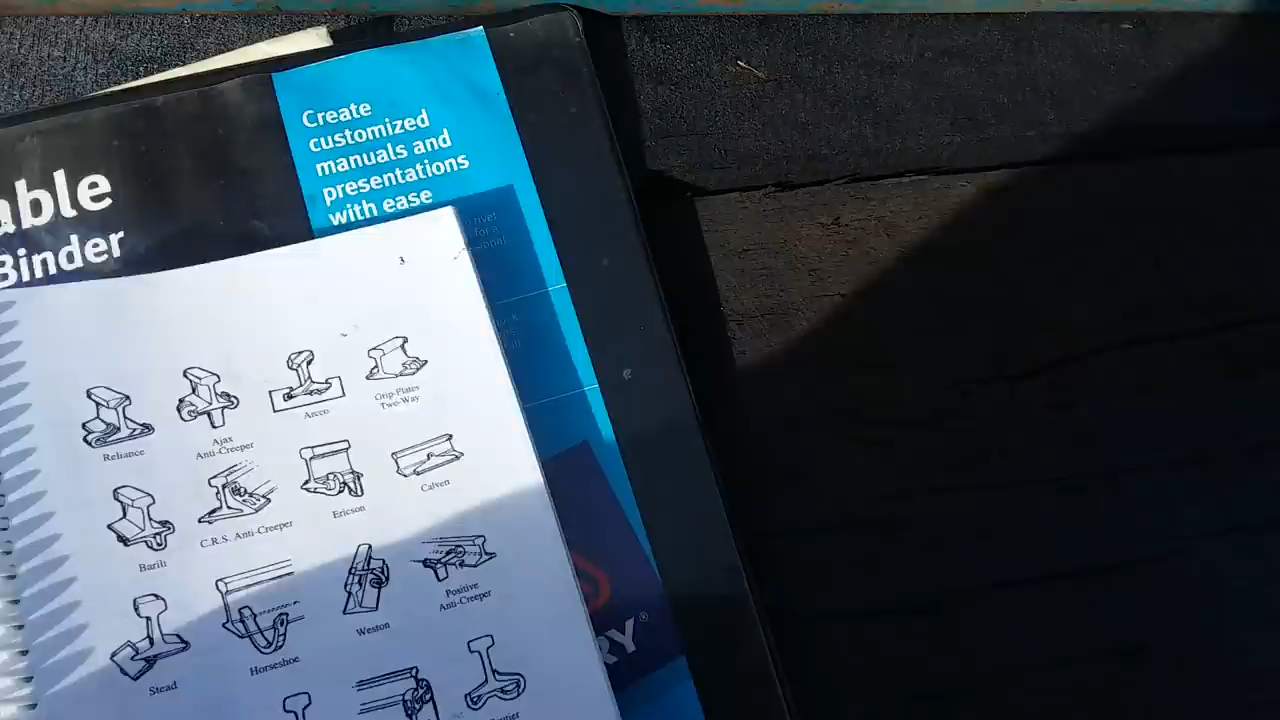 able
Binder
Create
customized
manuals and
presentations
with ease
3
Reliance
Ajax
Anti-Creeper
Arcco
Grip-Plates
Two-Way
Barili
C.R.S. Anti-Creeper
Ericson
Calven
Stead
Horseshoe
Weston
Positive
Anti-Creeper
RY®